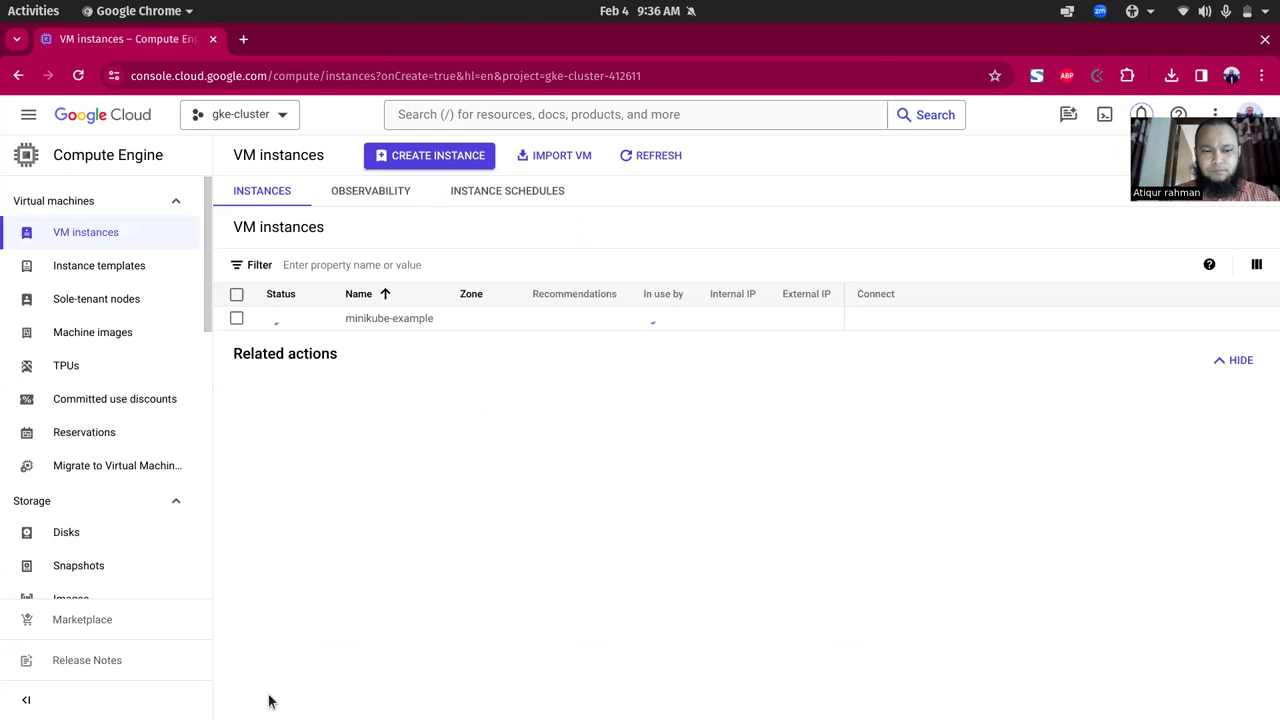 Activities Google Chrome Feb 4 9:36 AM zm
VM instances – Compute En
console.cloud.google.com/compute/instances?onCreate=true&hl=en&project=gke-cluster-412611 S ABP
Google Cloud gke-cluster Search (/) for resources, docs, products, and more Search
Compute Engine VM instances CREATE INSTANCE IMPORT VM REFRESH
Atiqur rahman
Virtual machines INSTANCES OBSERVABILITY INSTANCE SCHEDULES
VM instances VM instances
Instance templates Filter Enter property name or value
Sole-tenant nodes Status Name Zone Recommendations In use by Internal IP External IP Connect
Machine images minikube-example
TPUs Related actions HIDE
Committed use discounts
Reservations
Migrate to Virtual Machin...
Storage
Disks
Snapshots
Images
Marketplace
Release Notes